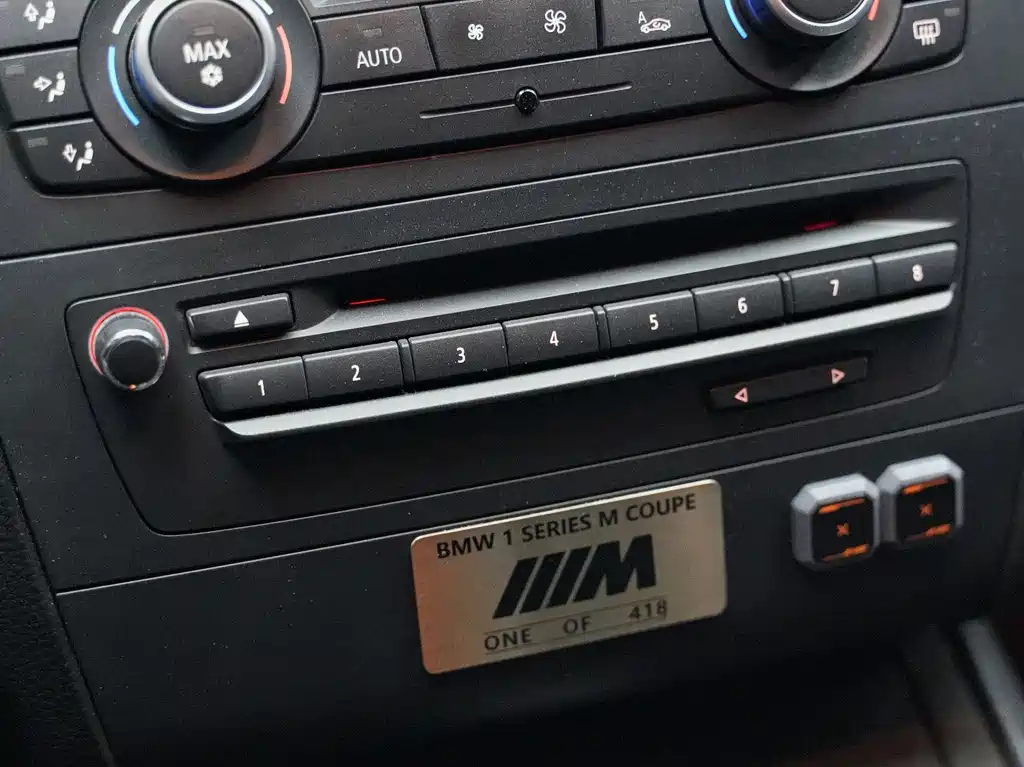 MAX
AUTO
A
1 2 3 4 5 6 7 8
BMW 1 SERIES M COUPE
M
ONE OF 418